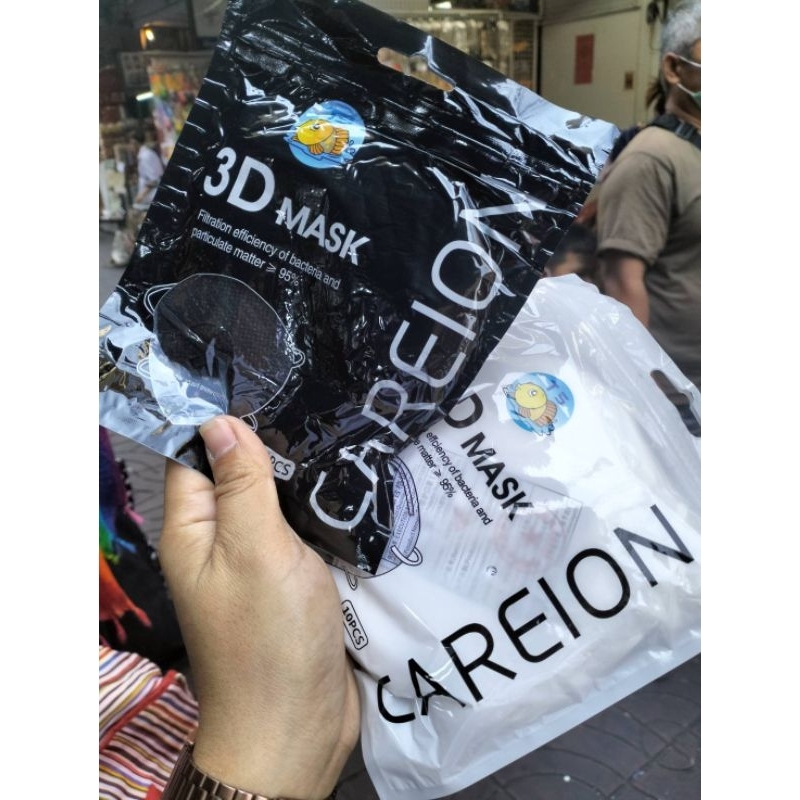 3D MASK
Filtration efficiency of bacteria and
particulate matter ⩾ 95%
CAREION
PCS
D MASK
efficiency of bacteria and
matter ⩾ 95%
10PCS
CAREION